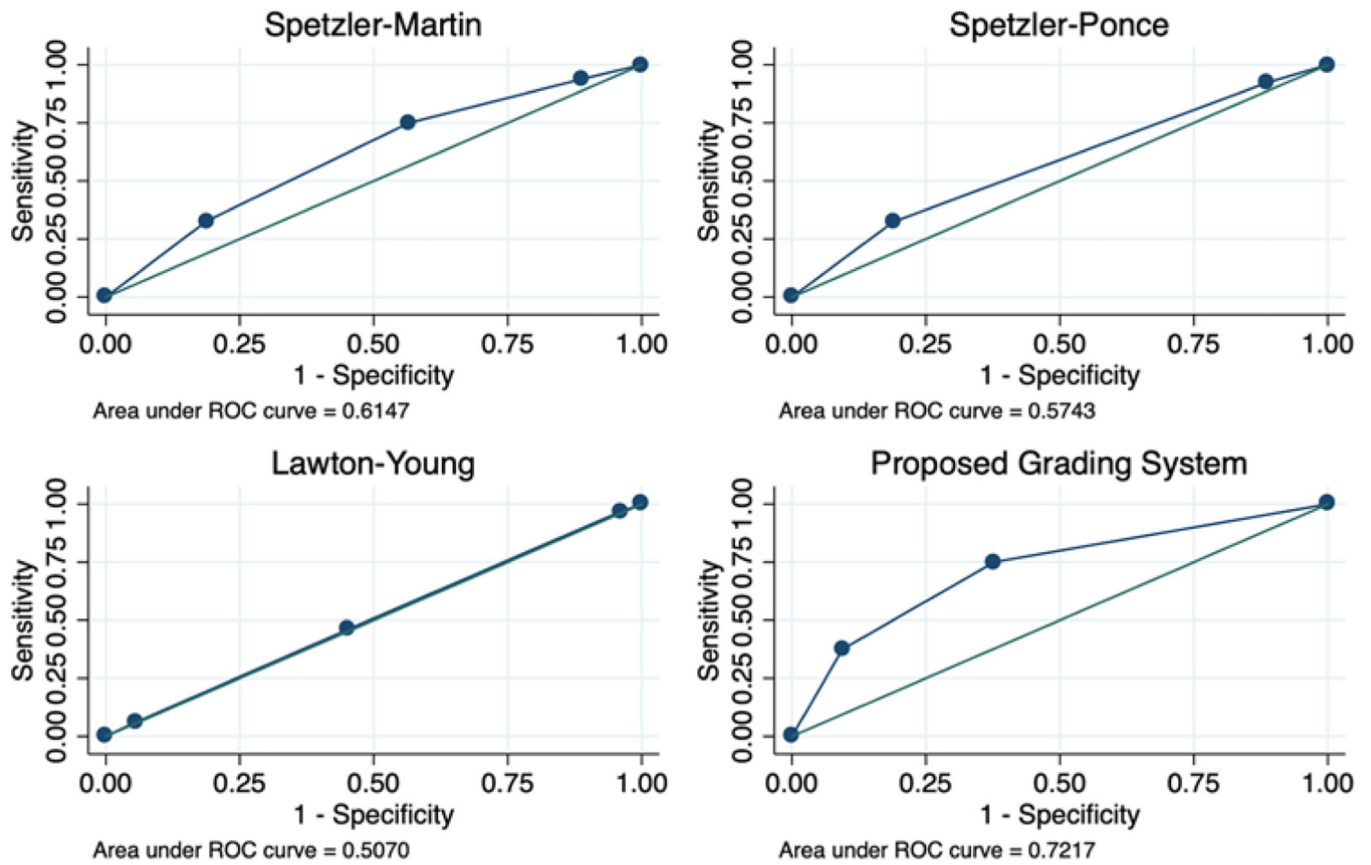 Spetzler-Martin
Sensitivity
0.00 0.25 0.50 0.75 1.00
0.00 0.25 0.50 0.75 1.00
1 - Specificity
Area under ROC curve = 0.6147
Spetzler-Ponce
Sensitivity
0.00 0.25 0.50 0.75 1.00
0.00 0.25 0.50 0.75 1.00
1 - Specificity
Area under ROC curve = 0.5743
Lawton-Young
Sensitivity
0.00 0.25 0.50 0.75 1.00
0.00 0.25 0.50 0.75 1.00
1 - Specificity
Area under ROC curve = 0.5070
Proposed Grading System
Sensitivity
0.00 0.25 0.50 0.75 1.00
0.00 0.25 0.50 0.75 1.00
1 - Specificity
Area under ROC curve = 0.7217